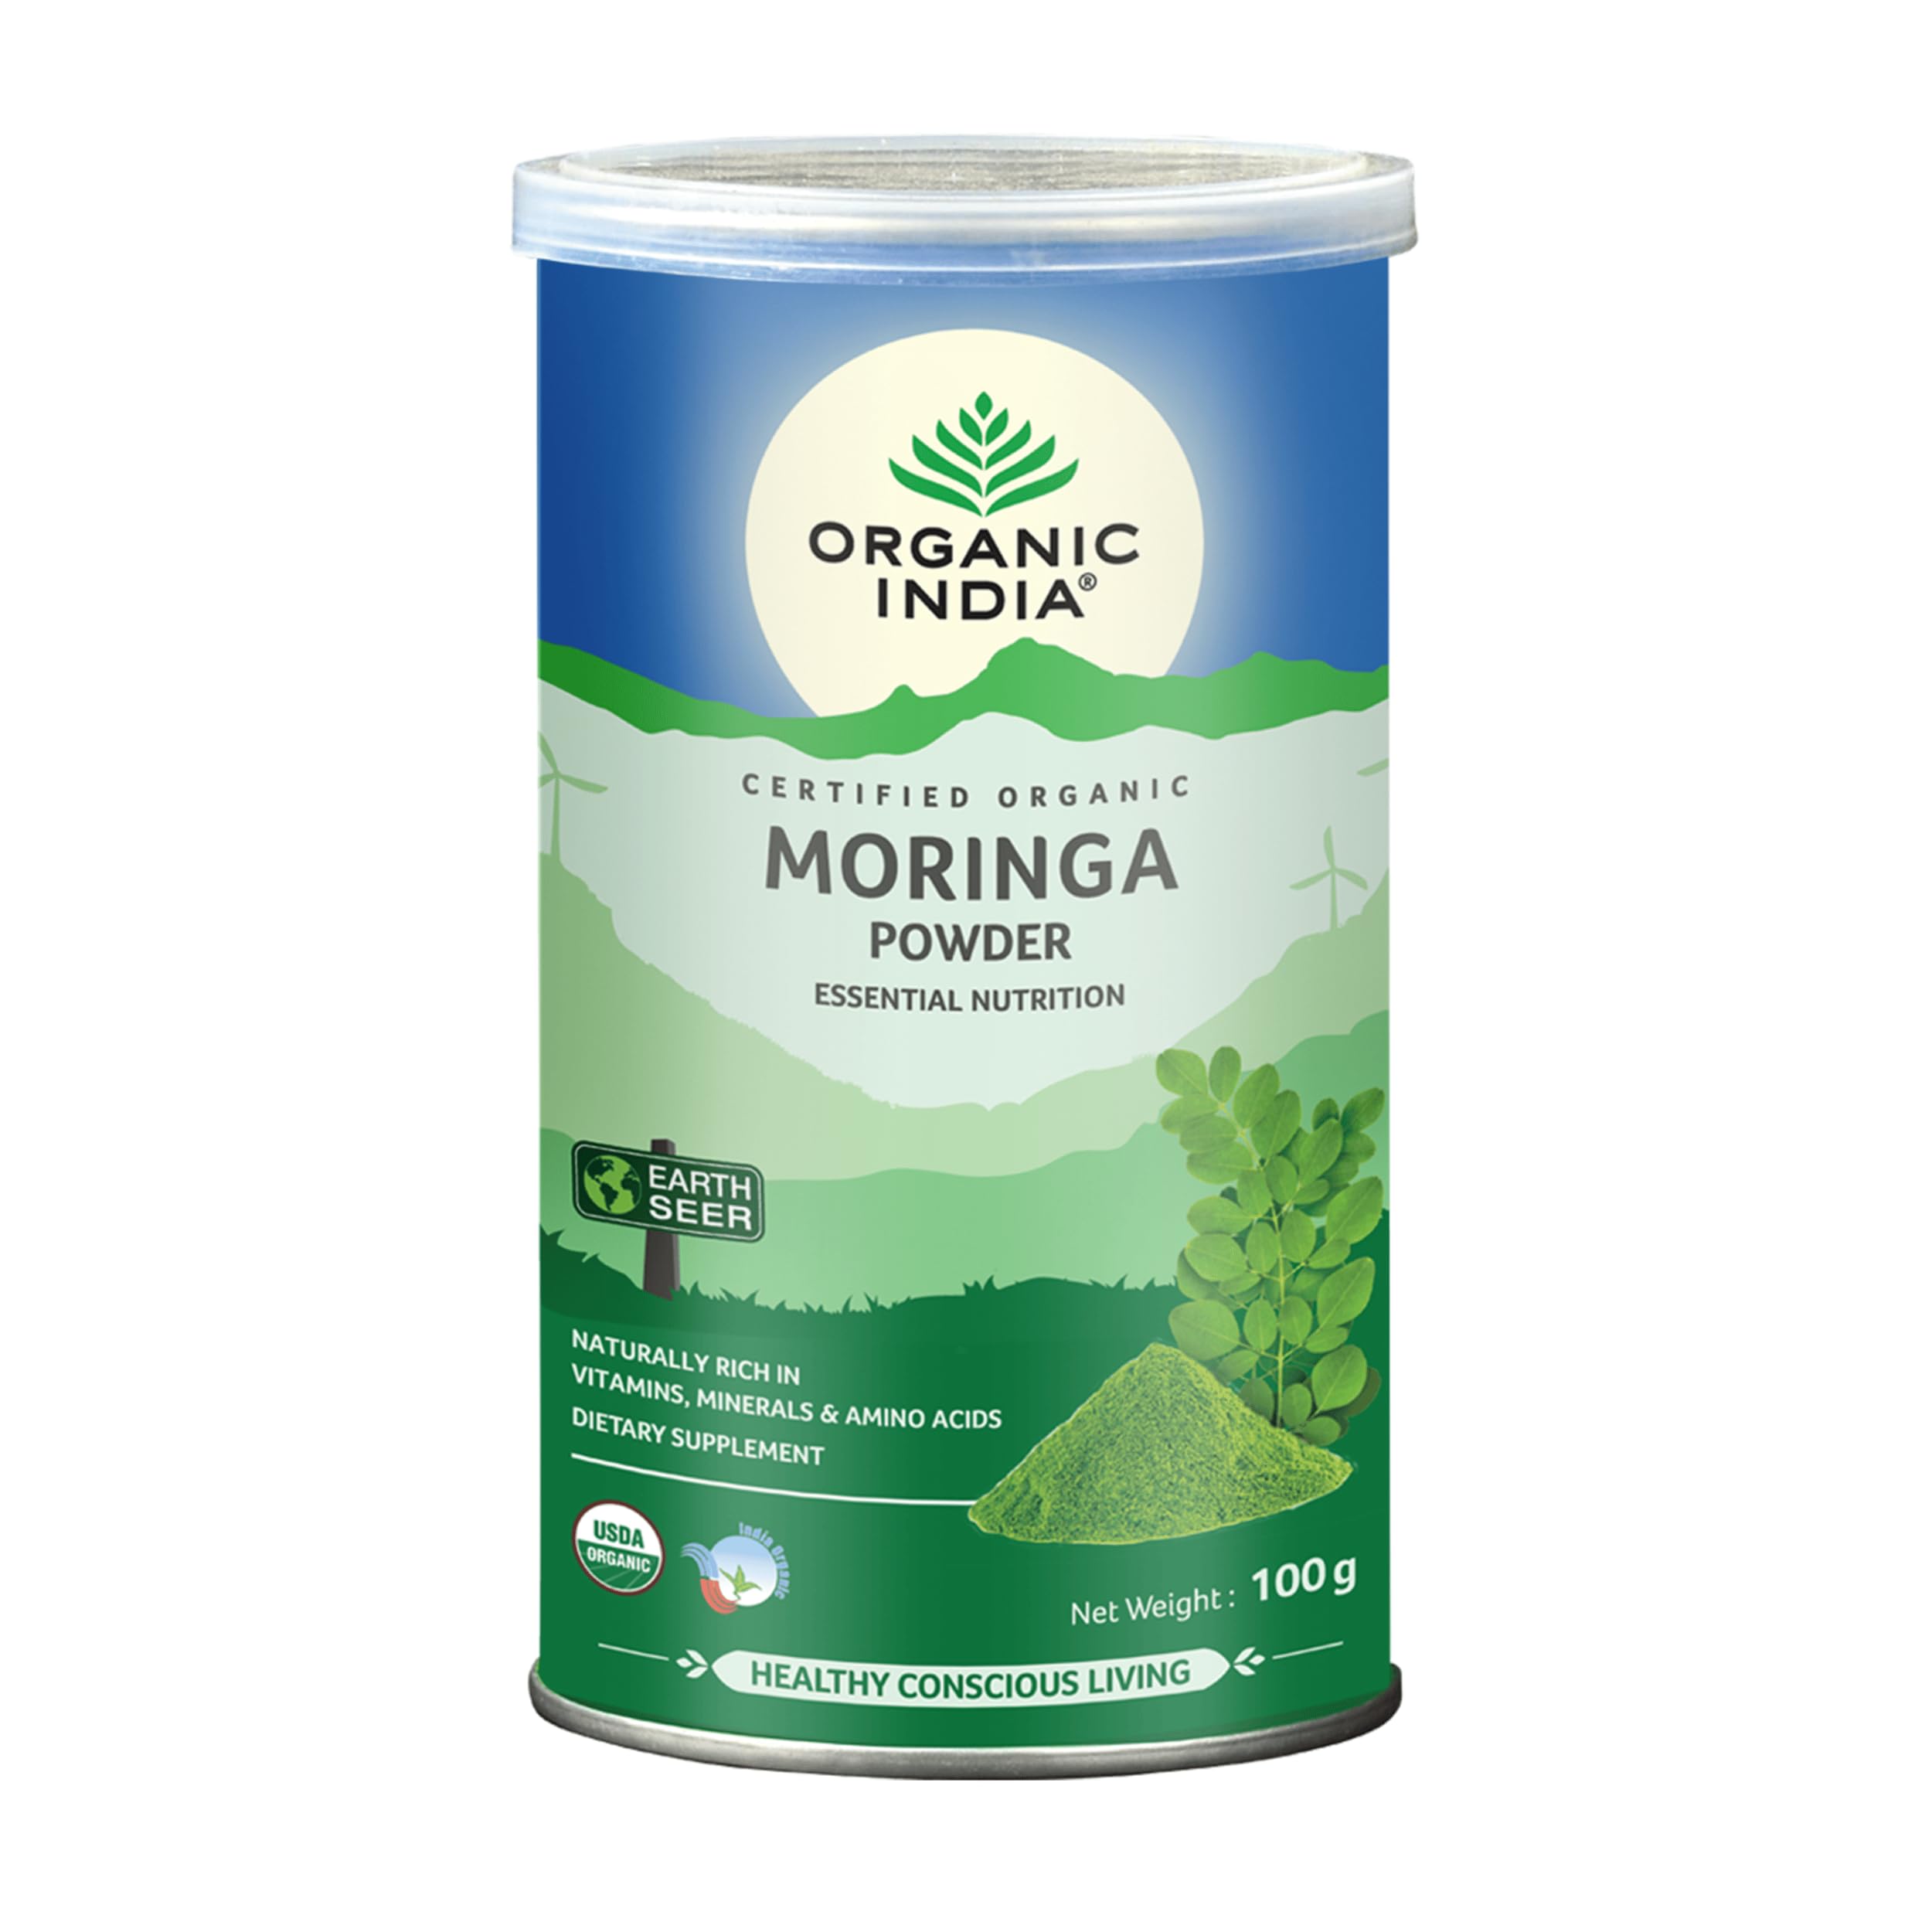 ORGANIC
INDIA®
CERTIFIED ORGANIC
MORINGA
POWDER
ESSENTIAL NUTRITION
EARTH
SEER
NATURALLY RICH IN
VITAMINS, MINERALS & AMINO ACIDS
DIETARY SUPPLEMENT
USDA
ORGANIC
India Organic
Net Weight : 100 g
HEALTHY CONSCIOUS LIVING